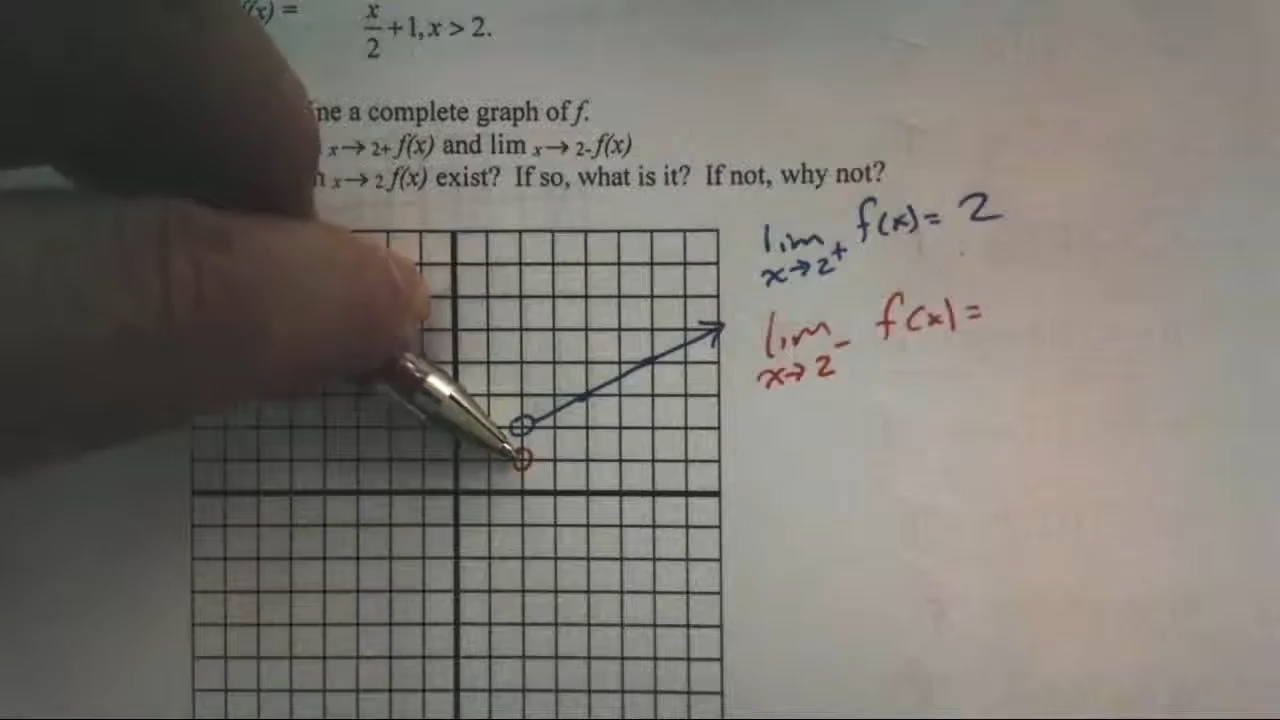 f(x) =
x/2 +1, x > 2.
ne a complete graph of f.
x→ 2+ f(x) and lim x→ 2- f(x)
x→ 2 f(x) exist? If so, what is it? If not, why not?
lim x→2⁺ f(x) = 2
lim x→2⁻ f(x) =